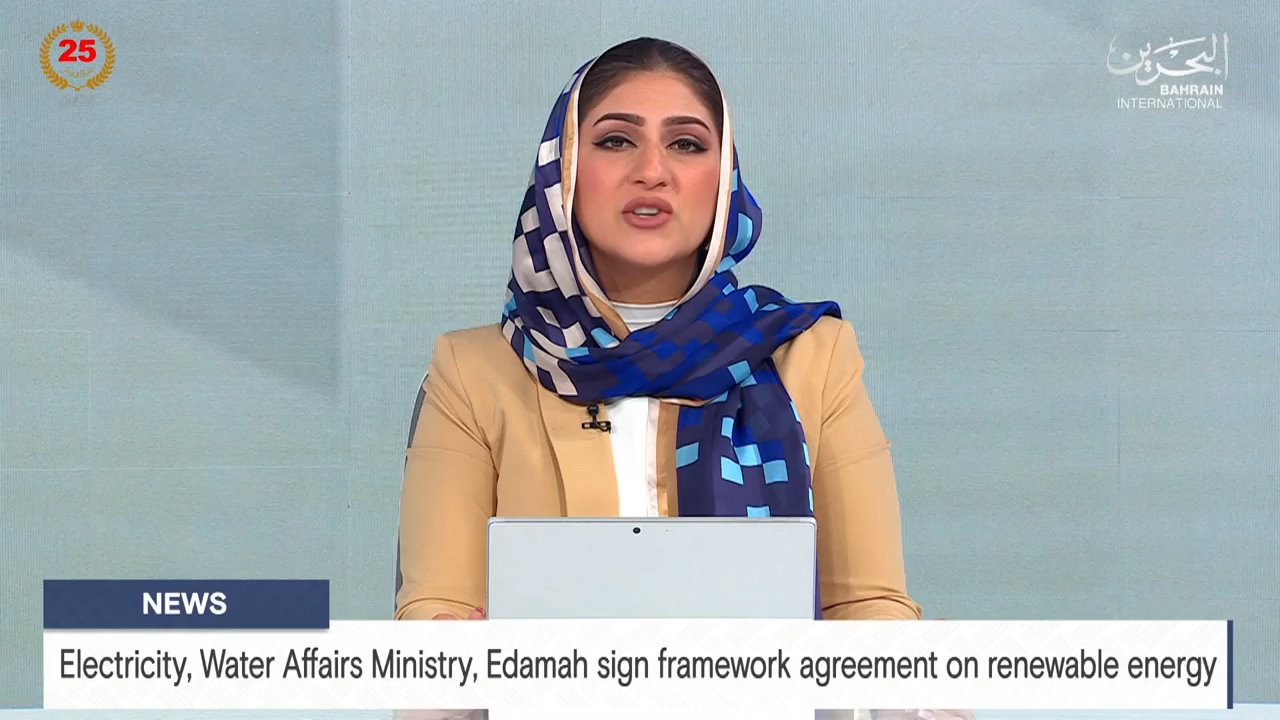 25
البحرين
BAHRAIN
INTERNATIONAL
NEWS
Electricity, Water Affairs Ministry, Edamah sign framework agreement on renewable energy